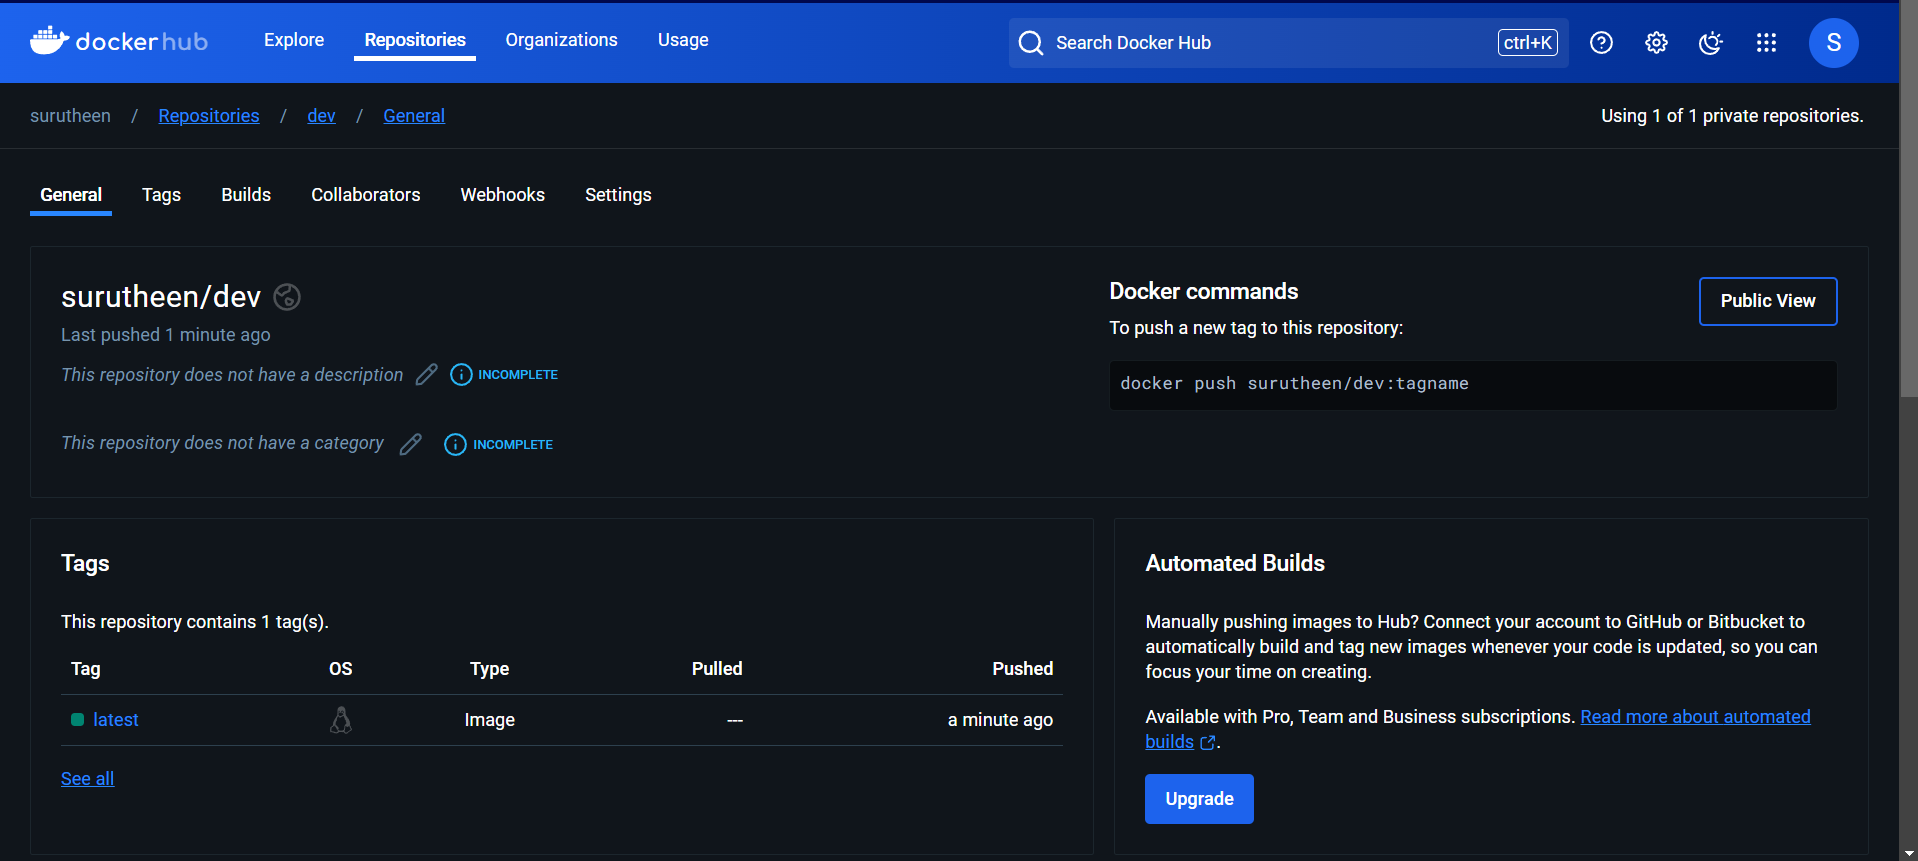 docker hub
Explore
Repositories
Organizations
Usage
Search Docker Hub
ctrl+K
S
surutheen / Repositories / dev / General
Using 1 of 1 private repositories.
General
Tags
Builds
Collaborators
Webhooks
Settings
surutheen/dev
Last pushed 1 minute ago
This repository does not have a description
INCOMPLETE
This repository does not have a category
INCOMPLETE
Docker commands
To push a new tag to this repository:
Public View
docker push surutheen/dev:tagname
Tags
This repository contains 1 tag(s).
Tag OS Type Pulled Pushed
latest Image --- a minute ago
See all
Automated Builds
Manually pushing images to Hub? Connect your account to GitHub or Bitbucket to
automatically build and tag new images whenever your code is updated, so you can
focus your time on creating.
Available with Pro, Team and Business subscriptions. Read more about automated
builds .
Upgrade